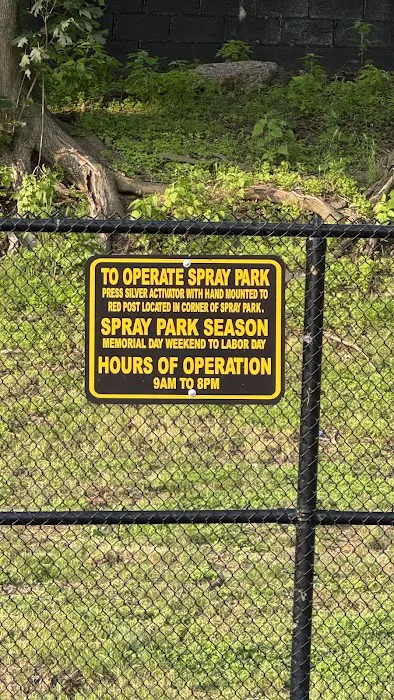 TO OPERATE SPRAY PARK
PRESS SILVER ACTIVATOR WITH HAND MOUNTED TO
RED POST LOCATED IN CORNER OF SPRAY PARK.
SPRAY PARK SEASON
MEMORIAL DAY WEEKEND TO LABOR DAY
HOURS OF OPERATION
9AM TO 8PM